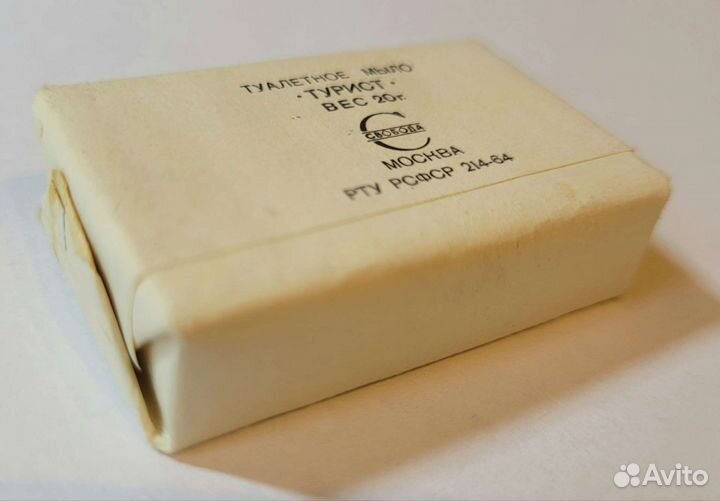 ТУАЛЕТНОЕ МЫЛО
·ТУРИСТ·
ВЕС 20г.
СВОБОДА
МОСКВА
РТУ РСФСР 214-64
Avito